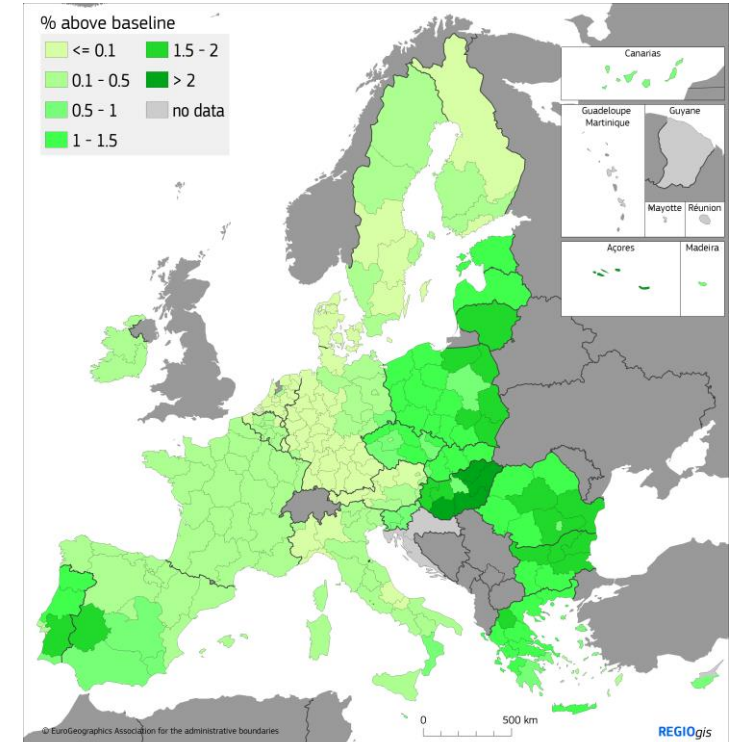 % above baseline
<= 0.1
0.1 - 0.5
0.5 - 1
1 - 1.5
1.5 - 2
> 2
no data
Canarias
Guadeloupe
Martinique
Guyane
Mayotte
Réunion
Açores
Madeira
© EuroGeographics Association for the administrative boundaries
0
500 km
REGIOgis